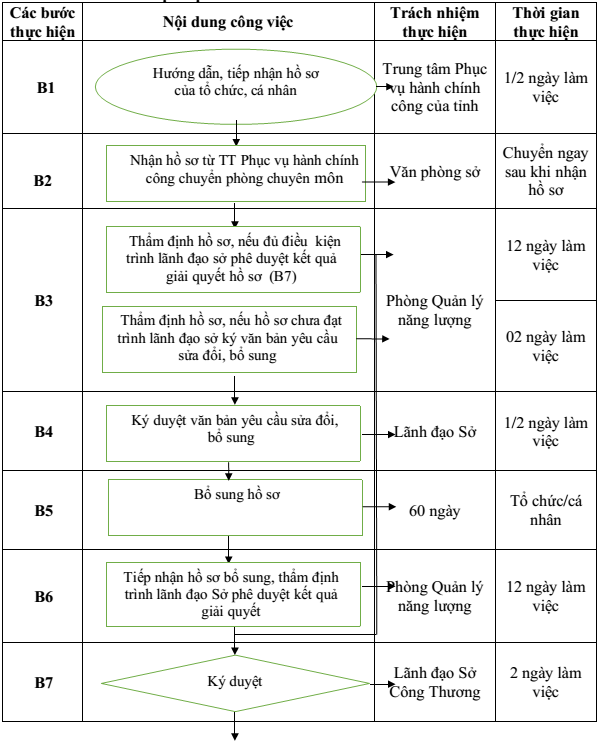 Các bước
thực hiện
Nội dung công việc
Trách nhiệm
thực hiện
Thời gian
thực hiện
B1
Hướng dẫn, tiếp nhận hồ sơ
của tổ chức, cá nhân
Trung tâm Phục
vụ hành chính
công của tỉnh
1/2 ngày làm
việc
B2
Nhận hồ sơ từ TT Phục vụ hành chính
công chuyển phòng chuyên môn
Văn phòng sở
Chuyển ngay
sau khi nhận
hồ sơ
B3
Thẩm định hồ sơ, nếu đủ điều kiện
trình lãnh đạo sở phê duyệt kết quả
giải quyết hồ sơ (B7)
Thẩm định hồ sơ, nếu hồ sơ chưa đạt
trình lãnh đạo sở ký văn bản yêu cầu
sửa đổi, bổ sung
Phòng Quản lý
năng lượng
12 ngày làm
việc
02 ngày làm
việc
B4
Ký duyệt văn bản yêu cầu sửa đổi,
bổ sung
Lãnh đạo Sở
1/2 ngày làm
việc
B5
Bổ sung hồ sơ
60 ngày
Tổ chức/cá
nhân
B6
Tiếp nhận hồ sơ bổ sung, thẩm định
trình lãnh đạo Sở phê duyệt kết quả
giải quyết
Phòng Quản lý
năng lượng
12 ngày làm
việc
B7
Ký duyệt
Lãnh đạo Sở
Công Thương
2 ngày làm
việc